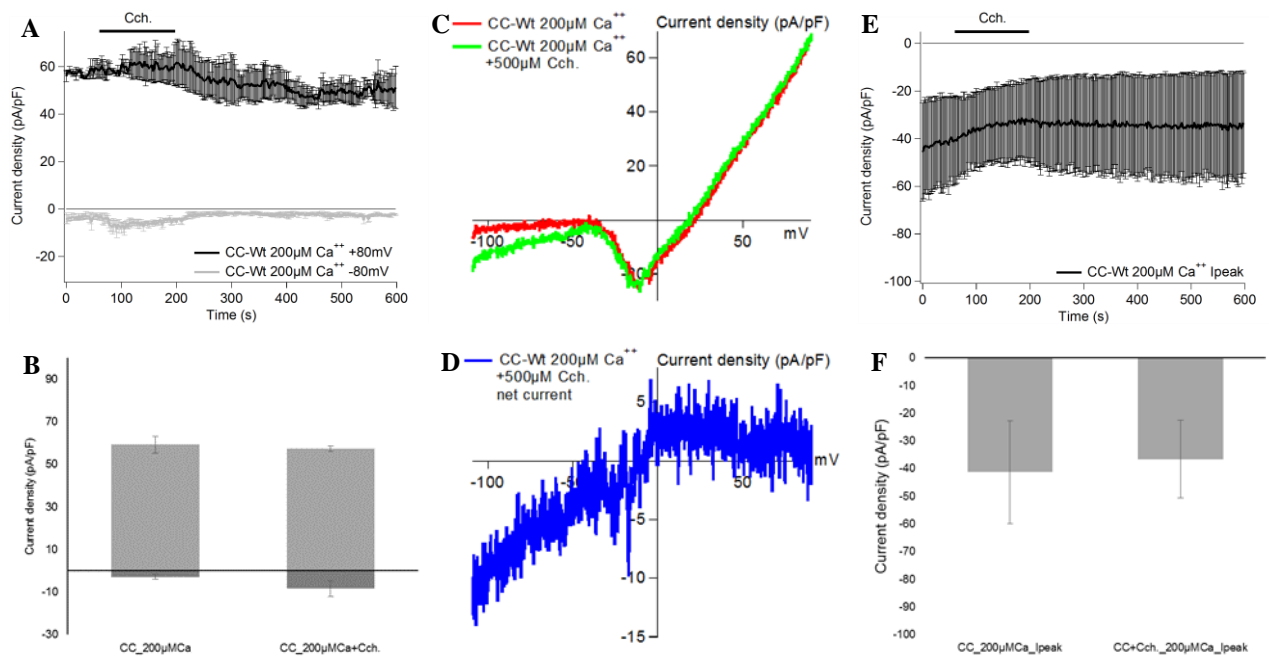 A
Cch.
Current density (pA/pF)
60
40
20
0
-20
CC-Wt 200µM Ca⁺⁺ +80mV
CC-Wt 200µM Ca⁺⁺ -80mV
0 100 200 300 400 500 600
Time (s)
C
CC-Wt 200µM Ca⁺⁺
CC-Wt 200µM Ca⁺⁺
+500µM Cch.
Current density (pA/pF)
60
40
20
-100 -50 50
mV
-20
E
Cch.
Current density (pA/pF)
0
-20
-40
-60
-80
-100
CC-Wt 200µM Ca⁺⁺ Ipeak
0 100 200 300 400 500 600
Time (s)
B
Current density (pA/pF)
90
70
50
30
10
-10
-30
CC_200µMCa CC_200µMCa+Cch.
D
CC-Wt 200µM Ca⁺⁺
+500µM Cch.
net current
Current density (pA/pF)
5
mV
-100 -50 50
-5
-10
-15
F
Current density (pA/pF)
0
-10
-20
-30
-40
-50
-60
-70
-80
-90
-100
CC_200µMCa_Ipeak CC+Cch._200µMCa_Ipeak